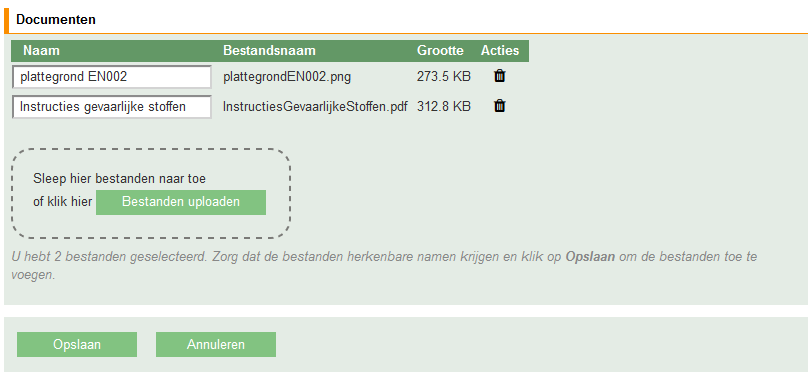 Documenten
Naam Bestandsnaam Grootte Acties
plattegrond EN002 plattegrondEN002.png 273.5 KB
Instructies gevaarlijke stoffen InstructiesGevaarlijkeStoffen.pdf 312.8 KB
Sleep hier bestanden naar toe
of klik hier Bestanden uploaden
U hebt 2 bestanden geselecteerd. Zorg dat de bestanden herkenbare namen krijgen en klik op Opslaan om de bestanden toe te
voegen.
Opslaan Annuleren